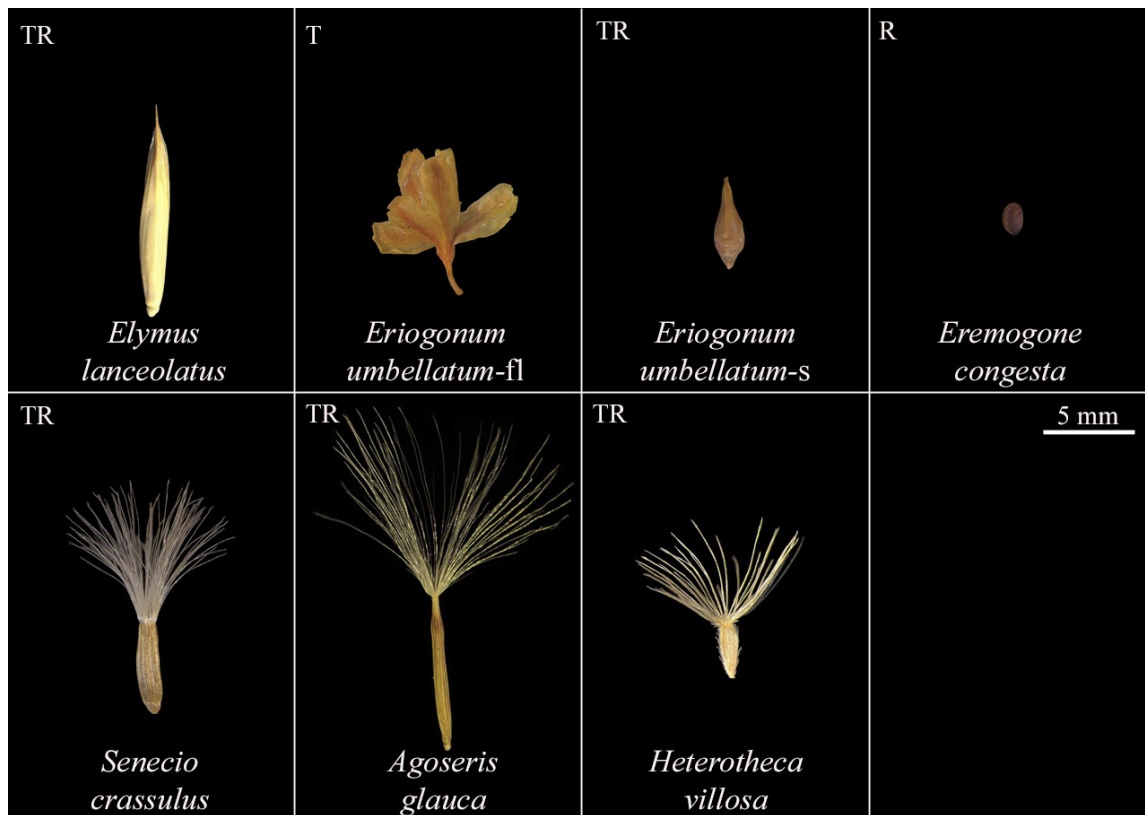 TR
Elymus
lanceolatus
T
Eriogonum
umbellatum-fl
TR
Eriogonum
umbellatum-s
R
Eremogone
congesta
TR
Senecio
crassulus
TR
Agoseris
glauca
TR
Heterotheca
villosa
5 mm